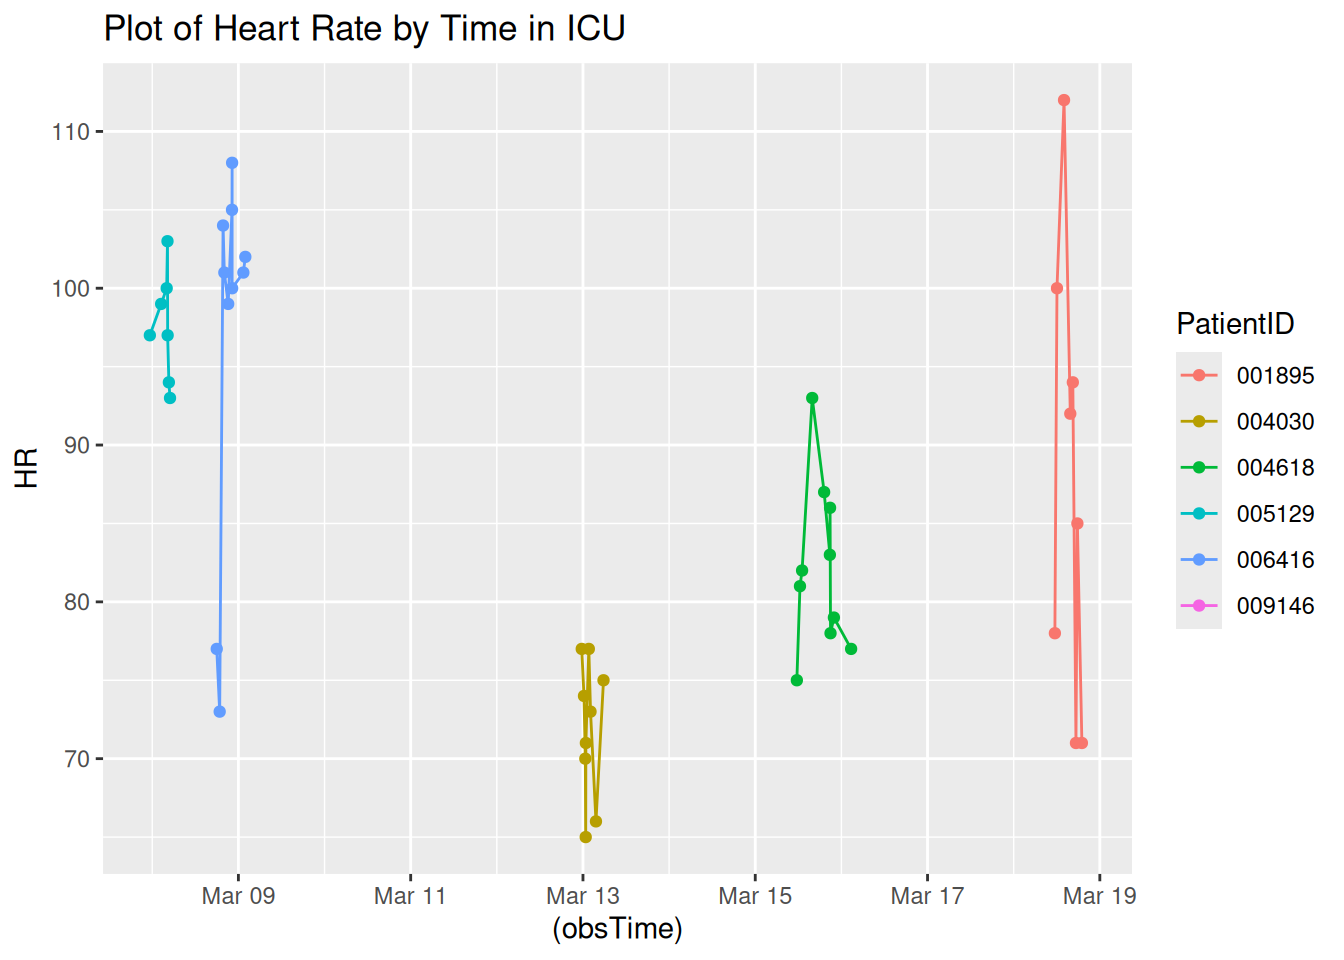 Plot of Heart Rate by Time in ICU
110
100
90
80
70
HR
Mar 09
Mar 11
Mar 13
Mar 15
Mar 17
Mar 19
(obsTime)
PatientID
001895
004030
004618
005129
006416
009146